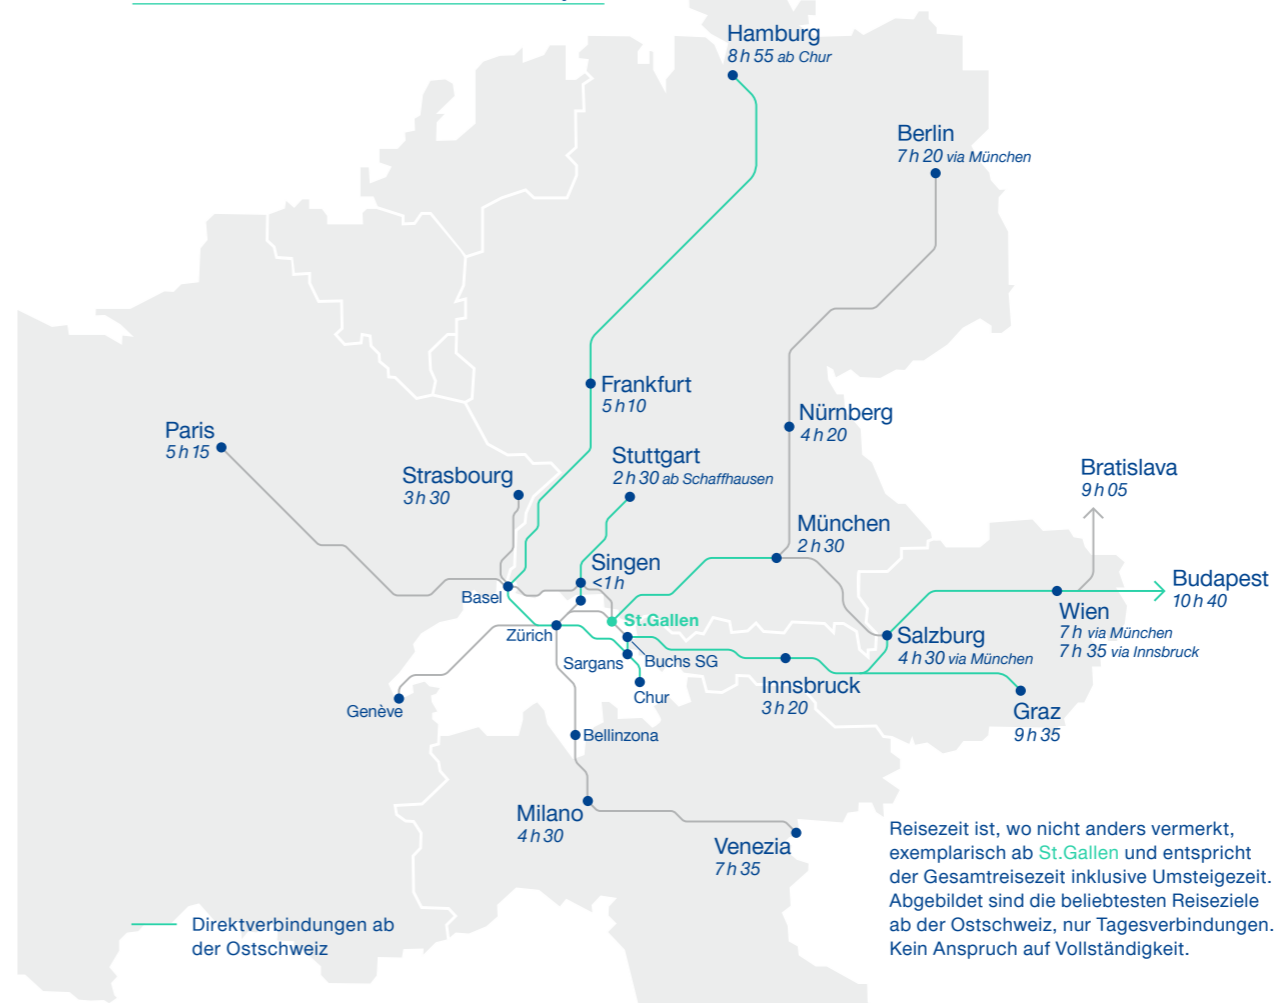 Hamburg
8 h 55 ab Chur
Berlin
7 h 20 via München
Frankfurt
5 h 10
Nürnberg
4 h 20
Paris
5 h 15
Strasbourg
3 h 30
Stuttgart
2 h 30 ab Schaffhausen
Bratislava
9 h 05
München
2 h 30
Singen
<1 h
Basel
Budapest
10 h 40
Wien
7 h via München
7 h 35 via Innsbruck
St.Gallen
Zürich
Salzburg
4 h 30 via München
Sargans
Buchs SG
Innsbruck
3 h 20
Chur
Genève
Graz
9 h 35
Bellinzona
Milano
4 h 30
Venezia
7 h 35
Reisezeit ist, wo nicht anders vermerkt,
exemplarisch ab St.Gallen und entspricht
der Gesamtreisezeit inklusive Umsteigezeit.
Abgebildet sind die beliebtesten Reiseziele
ab der Ostschweiz, nur Tagesverbindungen.
Kein Anspruch auf Vollständigkeit.
Direktverbindungen ab
der Ostschweiz